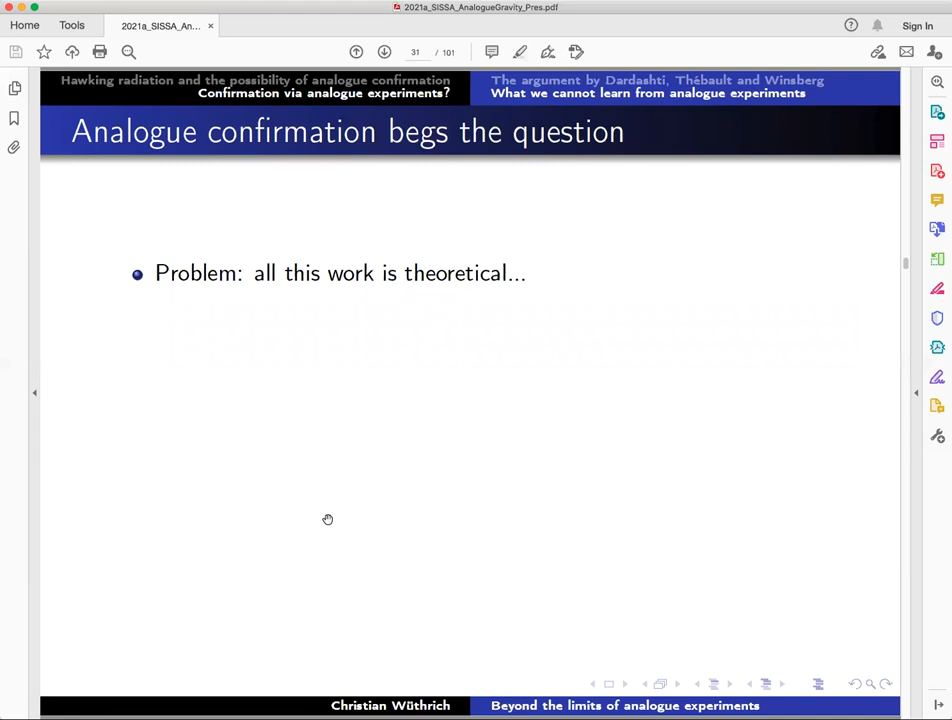 2021a_SISSA_AnalogueGravity_Pres.pdf
Home Tools 2021a_SISSA_An... × ? Sign In
31 / 101
Hawking radiation and the possibility of analogue confirmation The argument by Dardashti, Thébault and Winsberg
Confirmation via analogue experiments? What we cannot learn from analogue experiments
Analogue confirmation begs the question
Problem: all this work is theoretical...
Christian Wüthrich Beyond the limits of analogue experiments